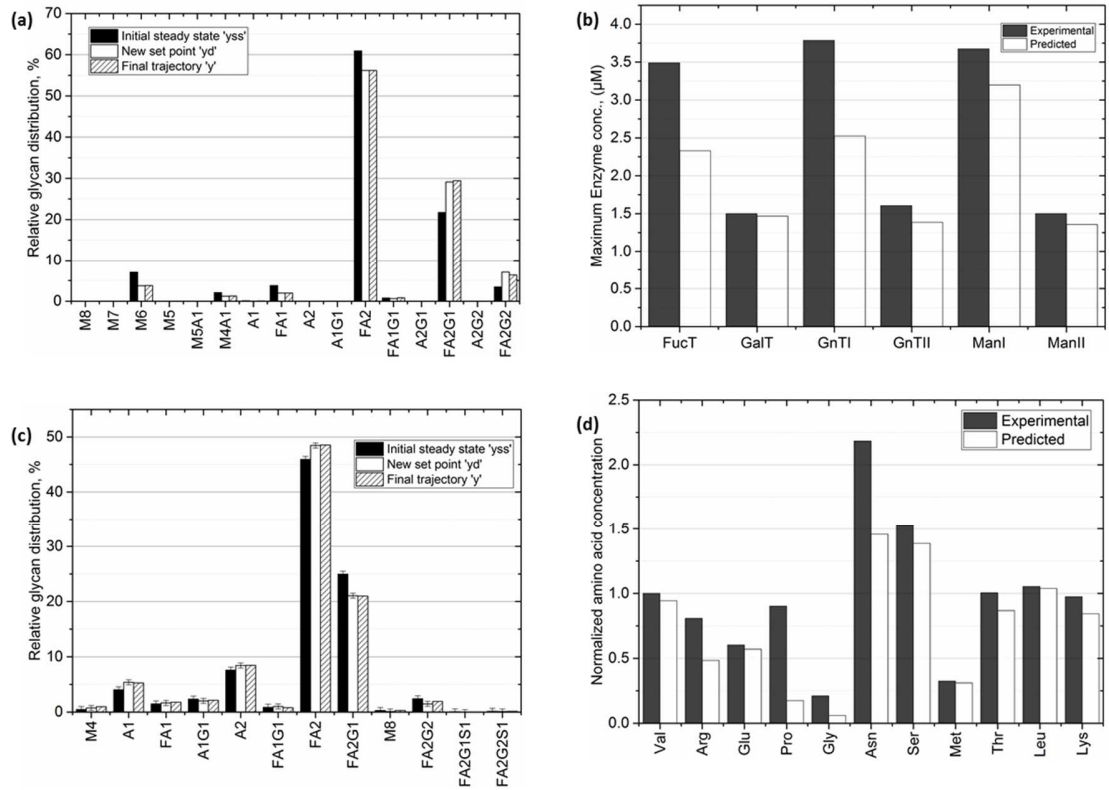 (a)
Initial steady state 'yss'
New set point 'yd'
Final trajectory 'y'
Relative glycan distribution, %
70
60
50
40
30
20
10
0
M8
M7
M6
M5
M5A1
M4A1
A1
FA1
A2
A1G1
FA2
FA1G1
A2G1
FA2G1
A2G2
FA2G2
(b)
Experimental
Predicted
Maximum Enzyme conc., (μM)
4.0
3.5
3.0
2.5
2.0
1.5
1.0
0.5
0.0
FucT
GalT
GnTI
GnTII
ManI
ManII
(c)
Initial steady state 'yss'
New set point 'yd'
Final trajectory 'y'
Relative glycan distribution, %
50
40
30
20
10
0
M4
A1
FA1
A1G1
A2
FA1G1
FA2
FA2G1
M8
FA2G2
FA2G1S1
FA2G2S1
(d)
Experimental
Predicted
Normalized amino acid concentration
2.5
2.0
1.5
1.0
0.5
0.0
Val
Arg
Glu
Pro
Gly
Asn
Ser
Met
Thr
Leu
Lys